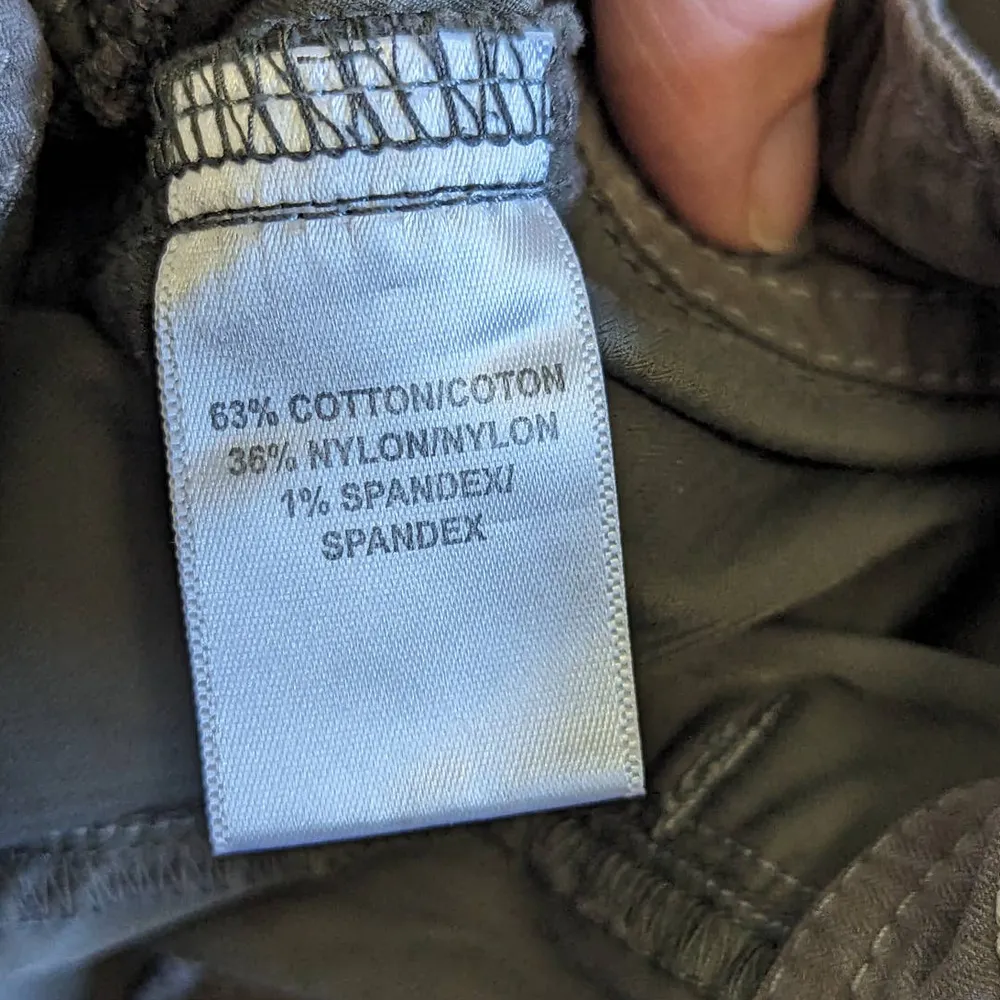 63% COTTON/COTON
36% NYLON/NYLON
1% SPANDEX/
SPANDEX